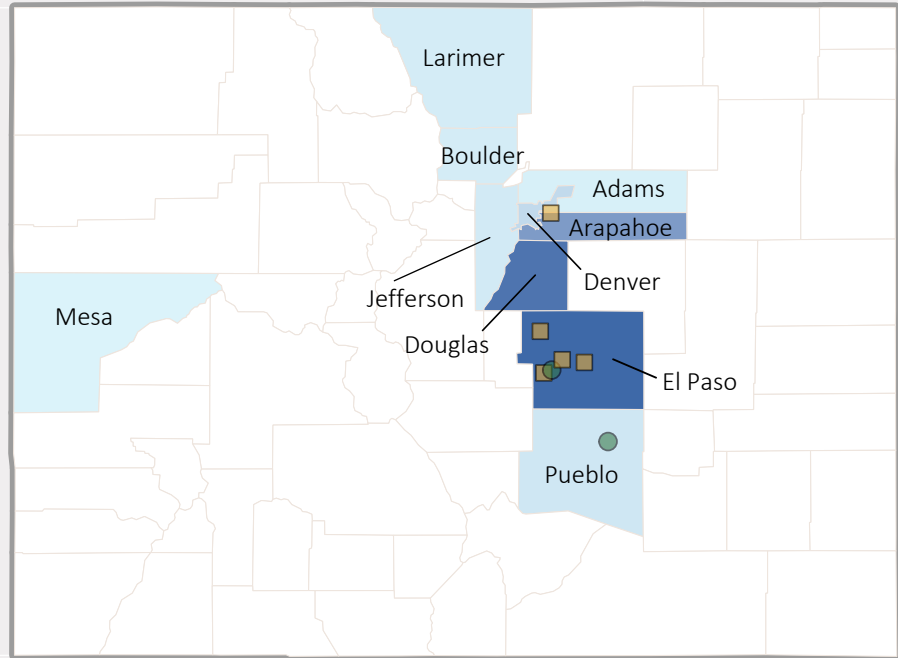 Larimer
Boulder
Adams
Arapahoe
Denver
Jefferson
Mesa
Douglas
El Paso
Pueblo